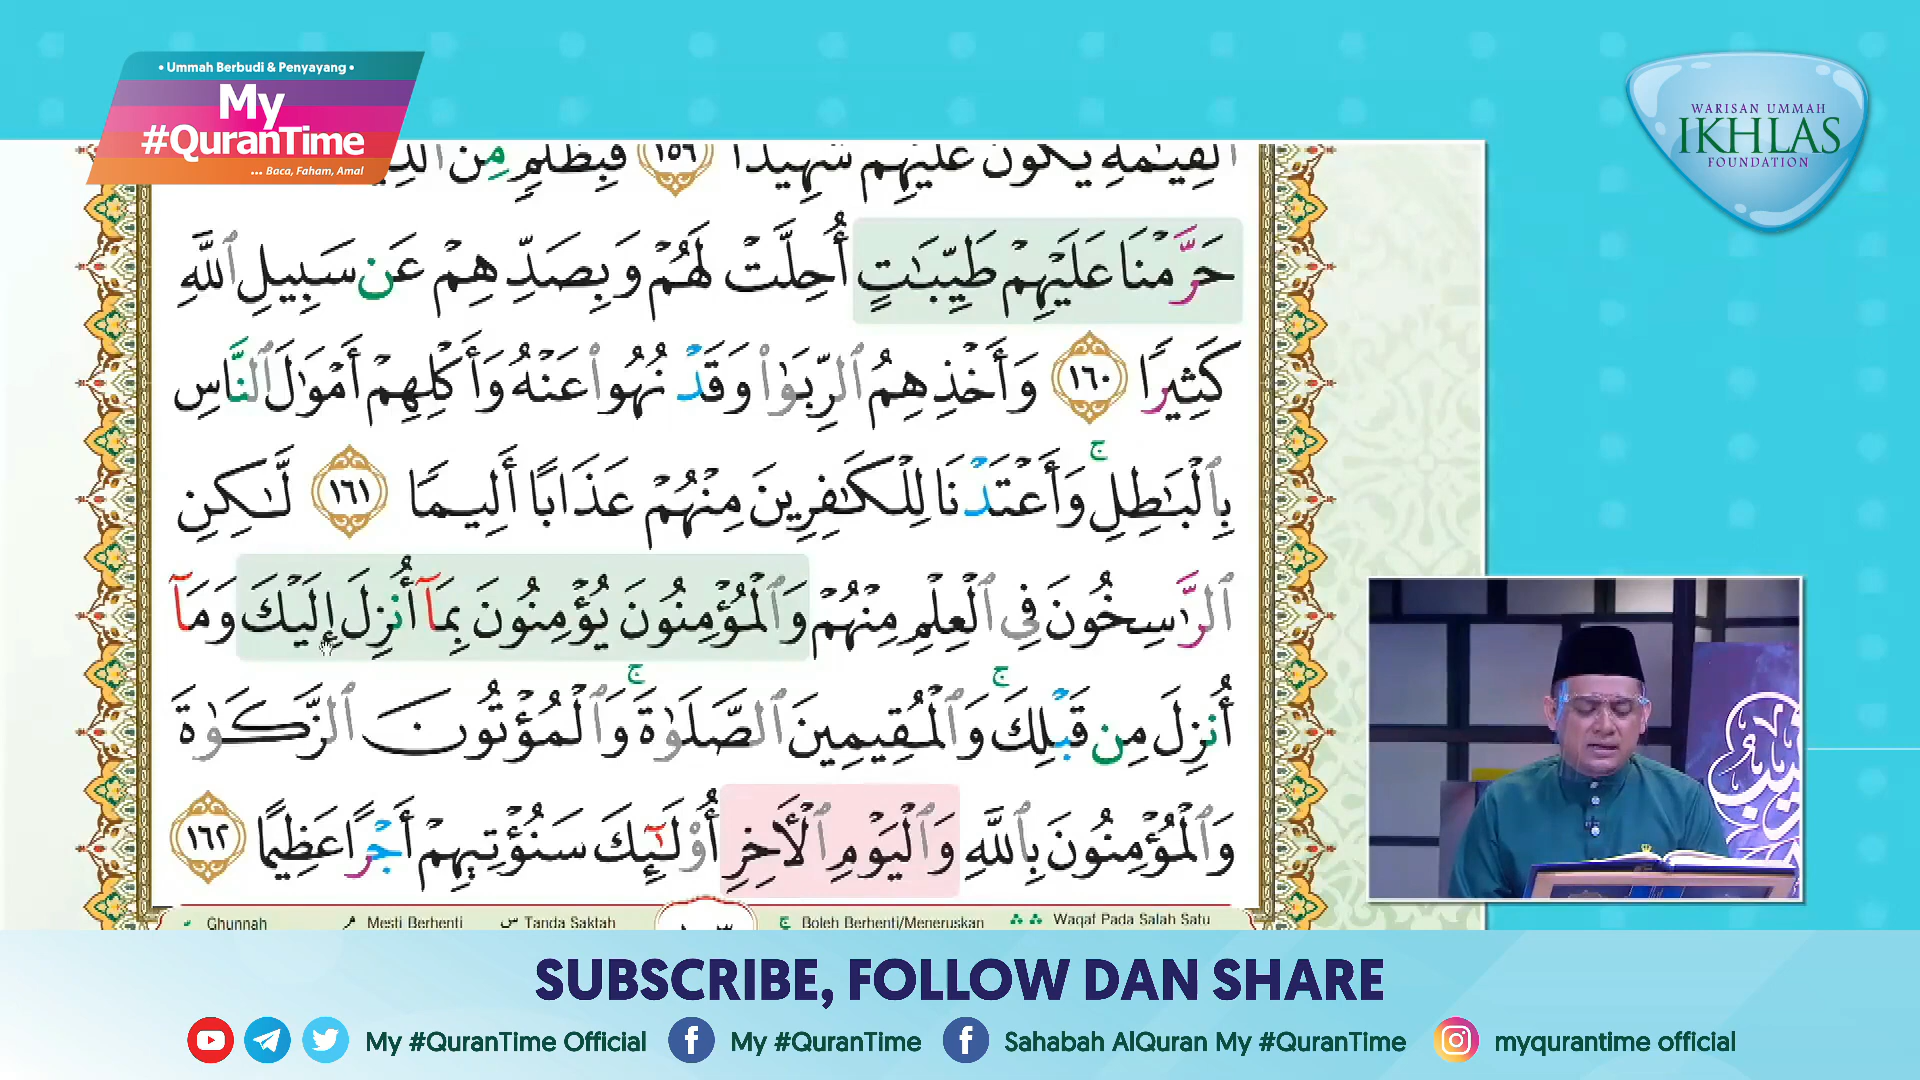 • Ummah Berbudi & Penyayang •
My
#QuranTime
... Baca, Faham, Amal
WARISAN UMMAH
IKHLAS
FOUNDATION
ٱلْقِيَٰمَةِ يَكُونُ عَلَيْهِمْ شَهِيدًا ١٥٩ فَبِظُلْمٍ مِّنَ ٱلَّذِينَ
حَرَّمْنَا عَلَيْهِمْ طَيِّبَٰتٍ أُحِلَّتْ لَهُمْ وَبِصَدِّهِمْ عَن سَبِيلِ ٱللَّهِ
كَثِيرًا ١٦٠ وَأَخْذِهِمُ ٱلرِّبَوٰا۟ وَقَدْ نُهُوا۟ عَنْهُ وَأَكْلِهِمْ أَمْوَٰلَ ٱلنَّاسِ
بِٱلْبَٰطِلِ ۚ وَأَعْتَدْنَا لِلْكَٰفِرِينَ مِنْهُمْ عَذَابًا أَلِيمًا ١٦١ لَّٰكِنِ
ٱلرَّٰسِخُونَ فِى ٱلْعِلْمِ مِنْهُمْ وَٱلْمُؤْمِنُونَ يُؤْمِنُونَ بِمَآ أُنزِلَ إِلَيْكَ وَمَآ
أُنزِلَ مِن قَبْلِكَ ۚ وَٱلْمُقِيمِينَ ٱلصَّلَوٰةَ ۚ وَٱلْمُؤْتُونَ ٱلزَّكَوٰةَ
وَٱلْمُؤْمِنُونَ بِٱللَّهِ وَٱلْيَوْمِ ٱلْأَخِرِ أُو۟لَٰٓئِكَ سَنُؤْتِيهِمْ أَجْرًا عَظِيمًا ١٦٢
Ghunnah Mesti Berhenti Tanda Saktah Boleh Berhenti/Meneruskan Waqaf Pada Salah Satu
SUBSCRIBE, FOLLOW DAN SHARE
My #QuranTime Official My #QuranTime Sahabah AlQuran My #QuranTime myqurantime official